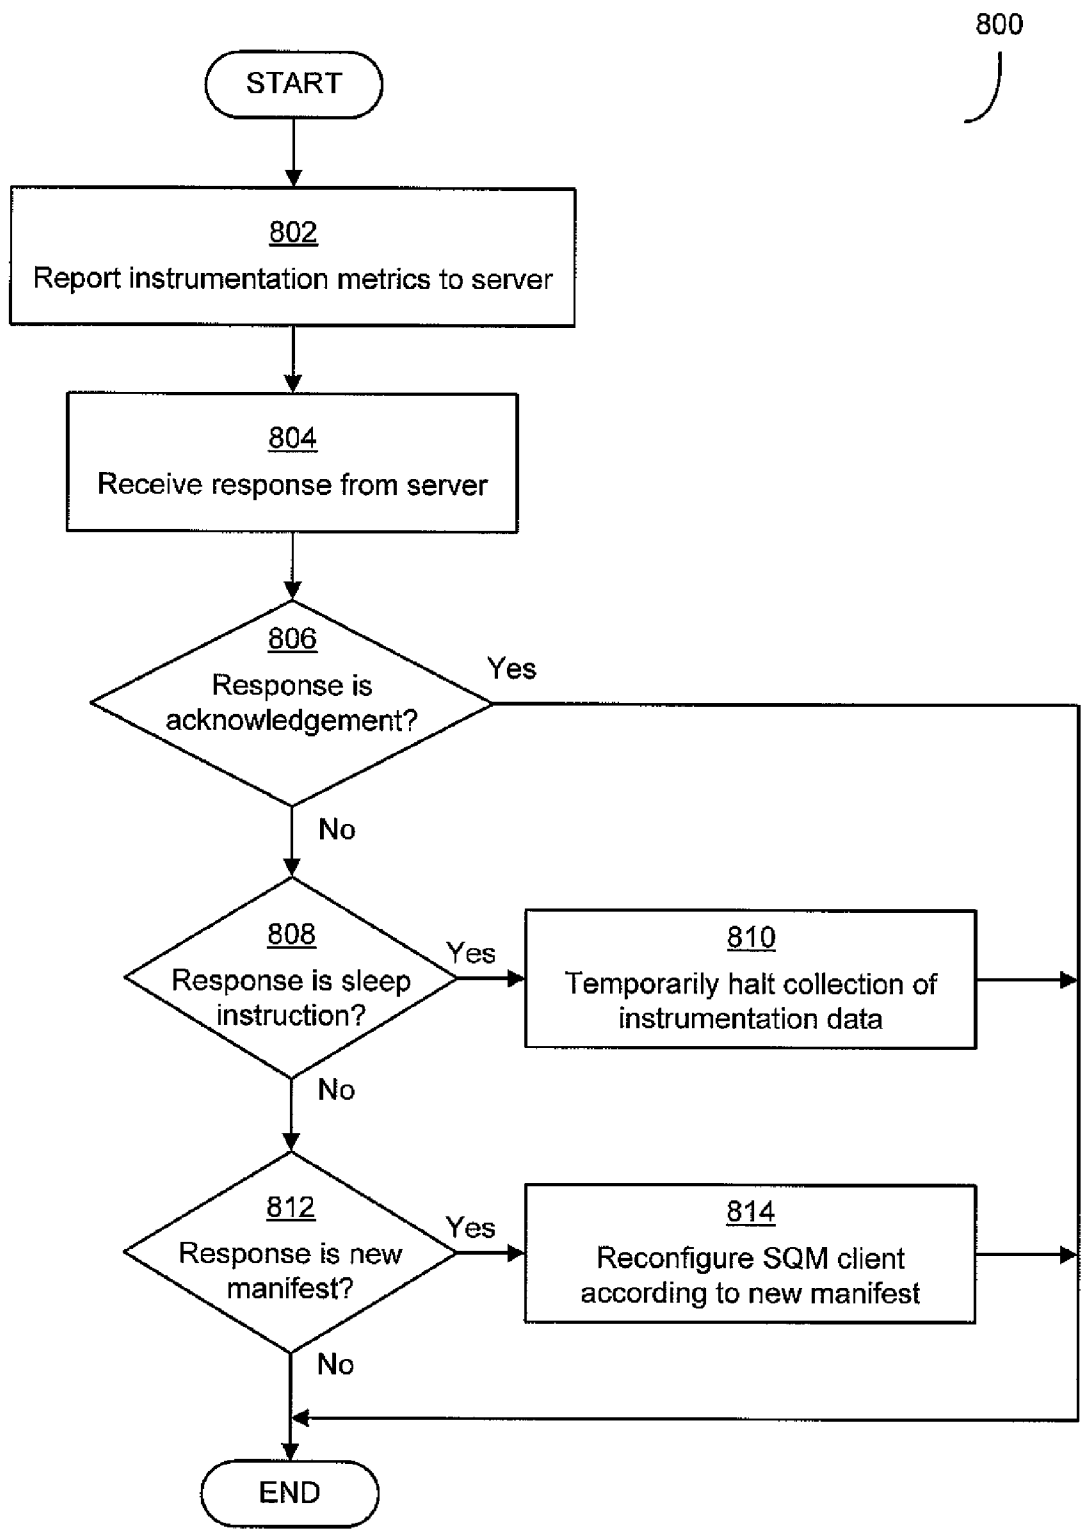 800
START
802
Report instrumentation metrics to server
804
Receive response from server
806
Response is
acknowledgement?
Yes
No
808
Response is sleep
instruction?
Yes
810
Temporarily halt collection of
instrumentation data
No
812
Response is new
manifest?
Yes
814
Reconfigure SQM client
according to new manifest
No
END